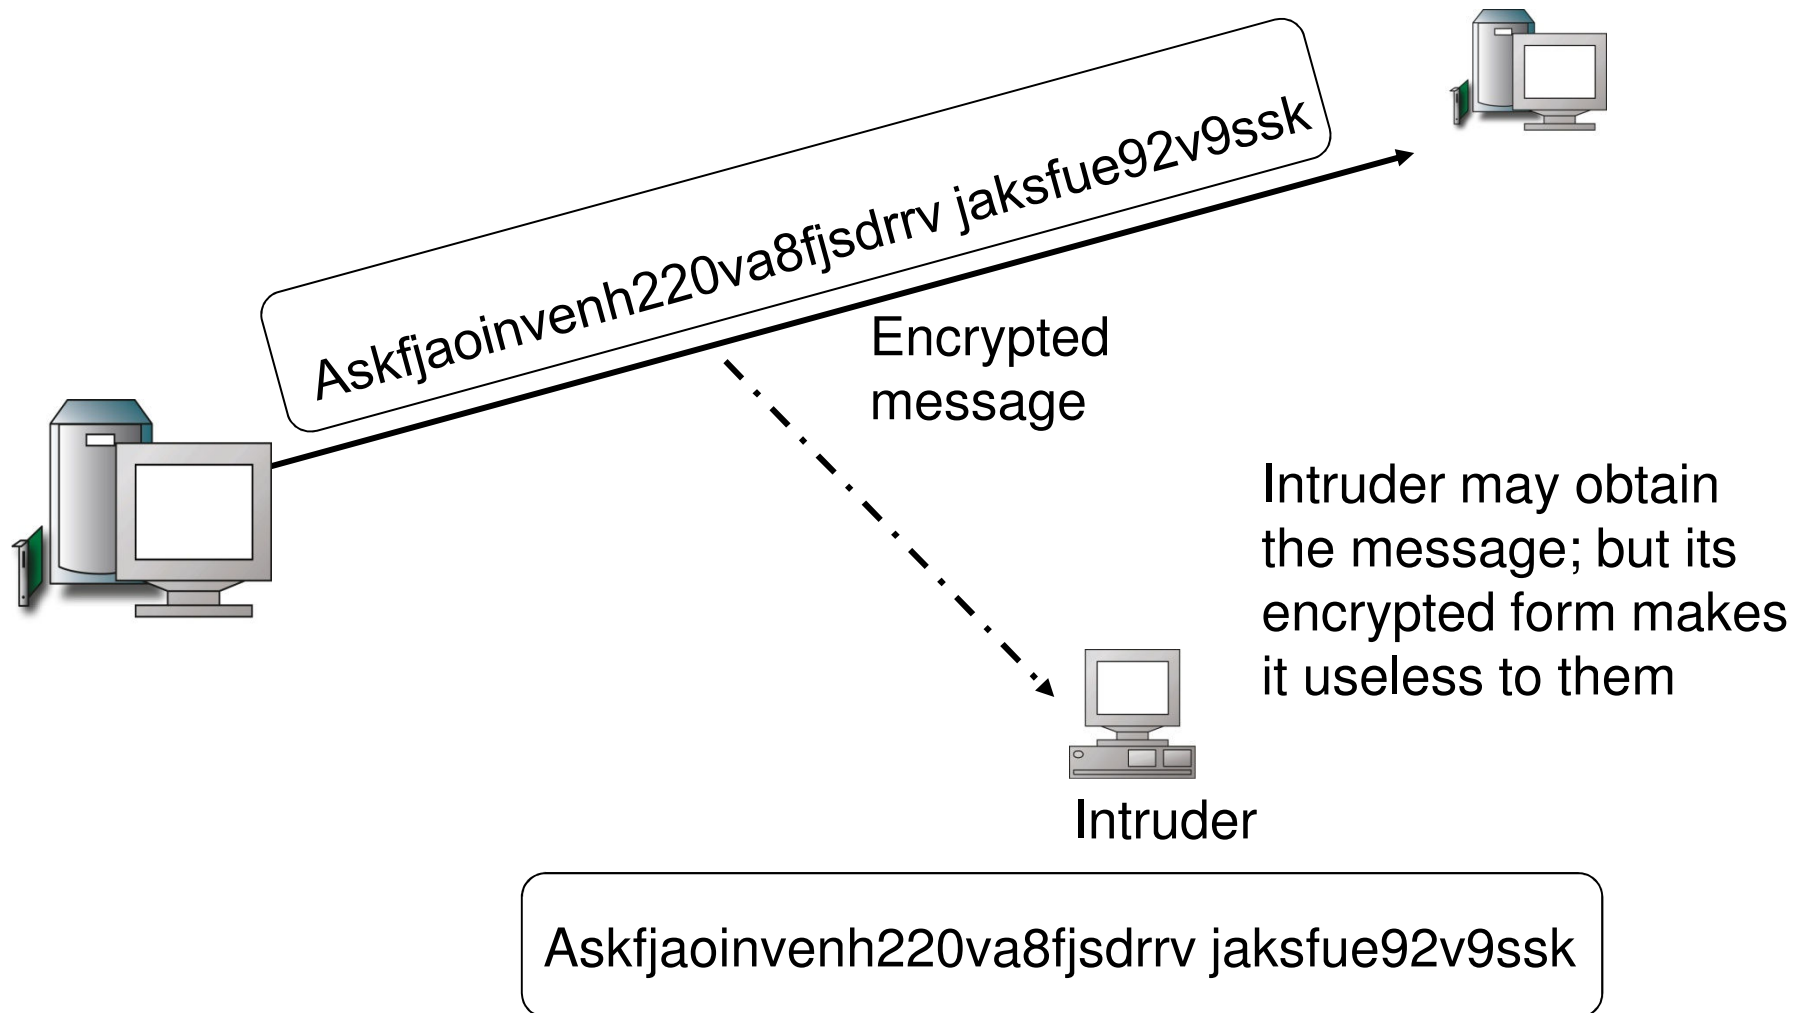 Askfjaoinvenh220va8fjsdrrv jaksfue92v9ssk
Encrypted
message
Intruder may obtain
the message; but its
encrypted form makes
it useless to them
Intruder
Askfjaoinvenh220va8fjsdrrv jaksfue92v9ssk